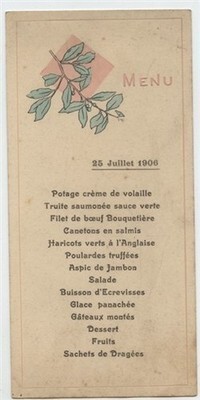 MENU
25 Juillet 1906
Potage crème de volaille
Truite saumonée sauce verte
Filet de bœuf Bouquetière
Canetons en salmis
Haricots verts à l'Anglaise
Poulardes truffées
Aspic de Jambon
Salade
Buisson d'Ecrevisses
Glace panachée
Gâteaux montés
Dessert
Fruits
Sachets de Dragées